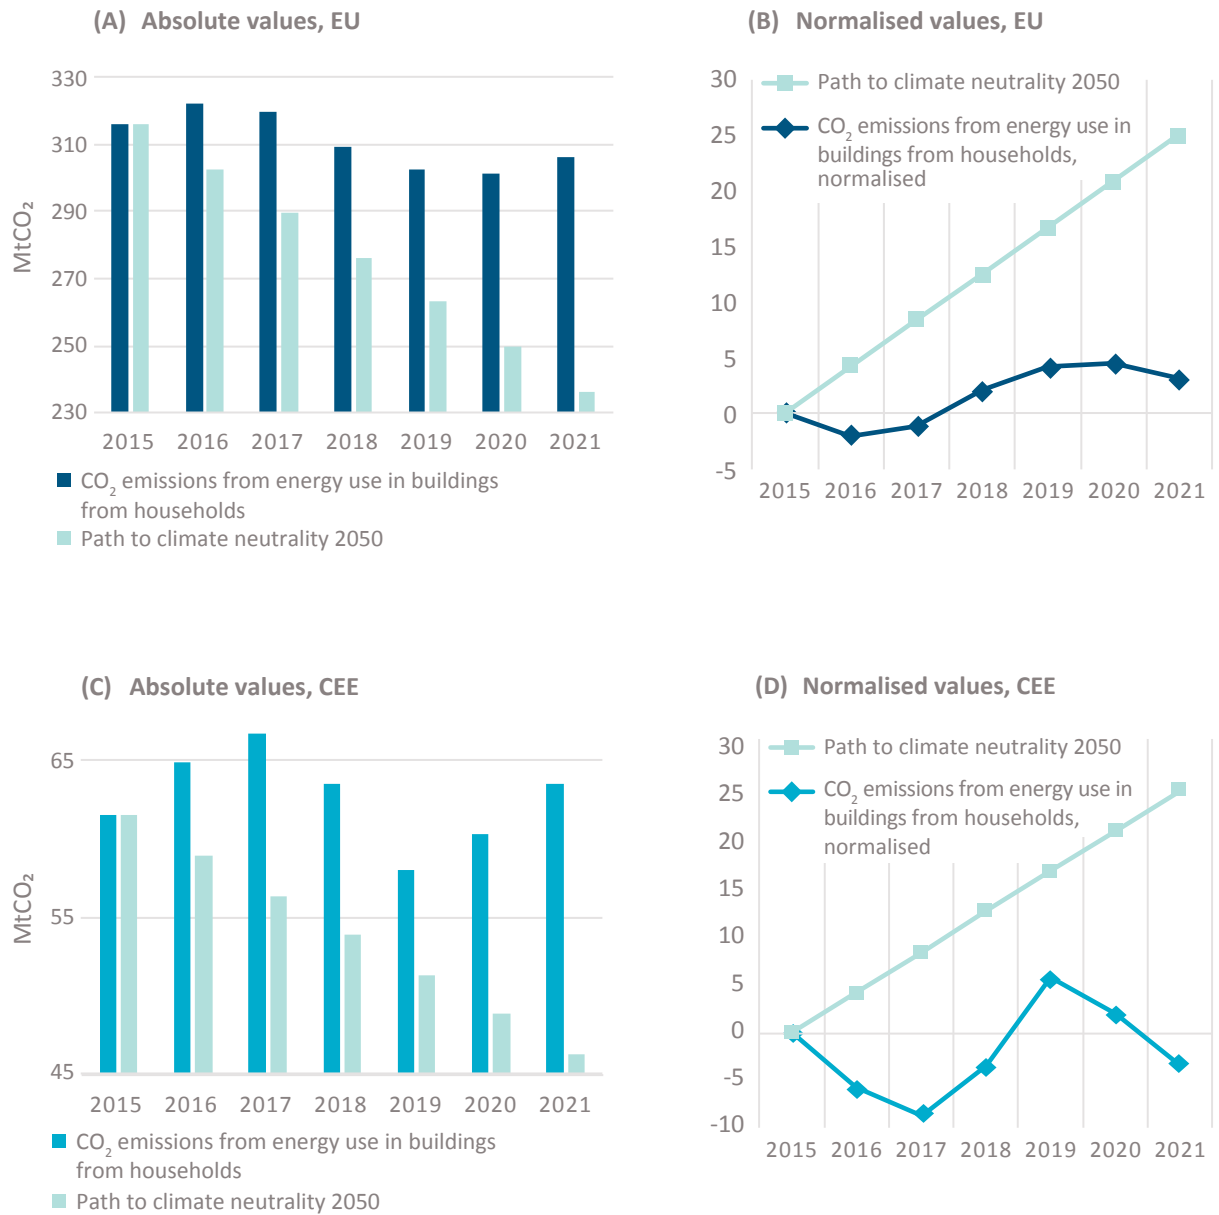 (A) Absolute values, EU
330
310
290
270
250
230
MtCO₂
2015 2016 2017 2018 2019 2020 2021
CO₂ emissions from energy use in buildings
from households
Path to climate neutrality 2050
(B) Normalised values, EU
30
25
20
15
10
5
0
-5
Path to climate neutrality 2050
CO₂ emissions from energy use in
buildings from households,
normalised
2015 2016 2017 2018 2019 2020 2021
(C) Absolute values, CEE
65
55
45
MtCO₂
2015 2016 2017 2018 2019 2020 2021
CO₂ emissions from energy use in buildings
from households
Path to climate neutrality 2050
(D) Normalised values, CEE
30
25
20
15
10
5
0
-5
-10
Path to climate neutrality 2050
CO₂ emissions from energy use in
buildings from households,
normalised
2015 2016 2017 2018 2019 2020 2021